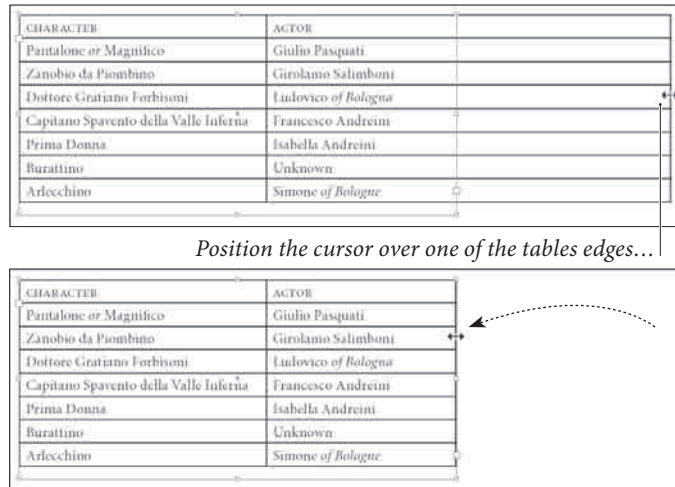 CHARACTER ACTOR
Pantalone or Magnifico Giulio Pasquati
Zanobio da Piombino Girolamo Salimboni
Dottore Gratiano Forbisoni Ludovico of Bologna
Capitano Spavento della Valle Inferna Francesco Andreini
Prima Donna Isabella Andreini
Burattino Unknown
Arlecchino Simone of Bologne
Position the cursor over one of the tables edges…
CHARACTER ACTOR
Pantalone or Magnifico Giulio Pasquati
Zanobio da Piombino Girolamo Salimboni
Dottore Gratiano Forbisoni Ludovico of Bologna
Capitano Spavento della Valle Inferna Francesco Andreini
Prima Donna Isabella Andreini
Burattino Unknown
Arlecchino Simone of Bologne